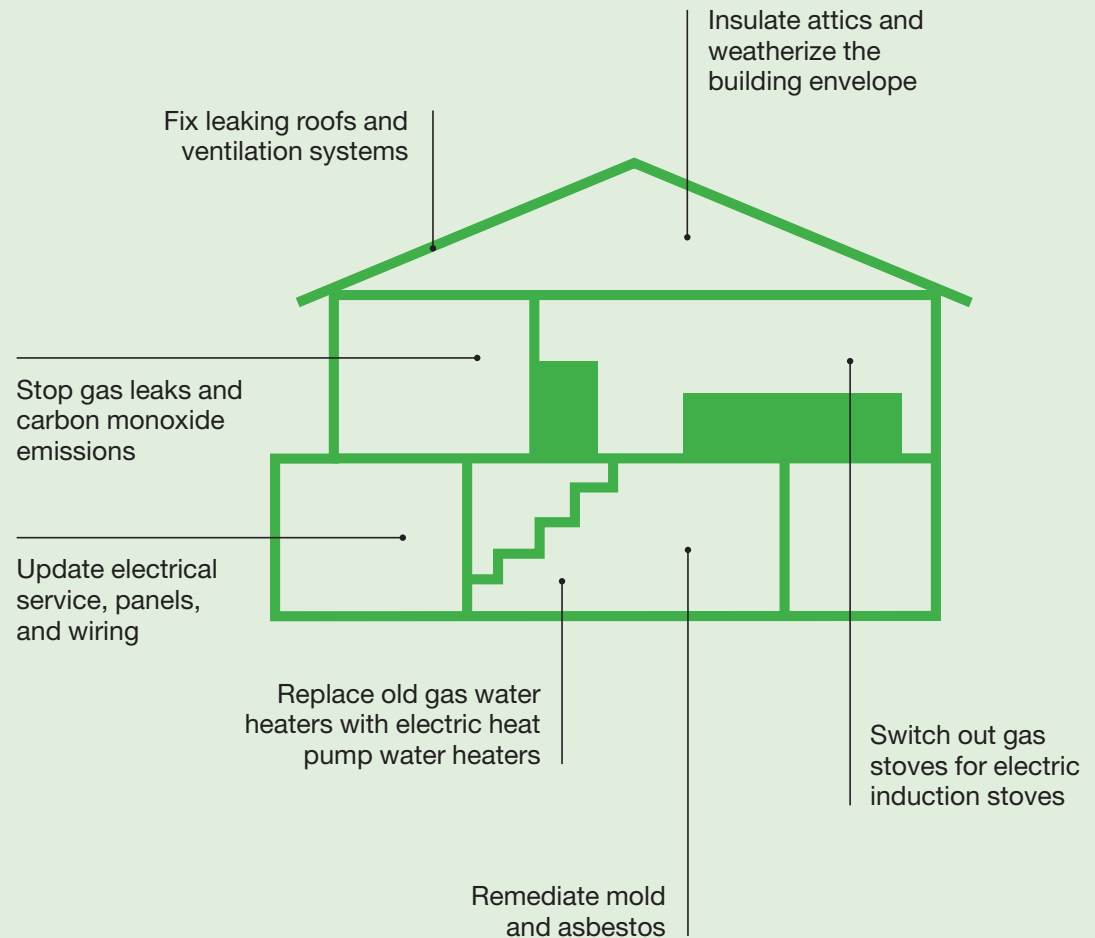 Insulate attics and
weatherize the
building envelope
Fix leaking roofs and
ventilation systems
Stop gas leaks and
carbon monoxide
emissions
Update electrical
service, panels,
and wiring
Replace old gas water
heaters with electric heat
pump water heaters
Switch out gas
stoves for electric
induction stoves
Remediate mold
and asbestos